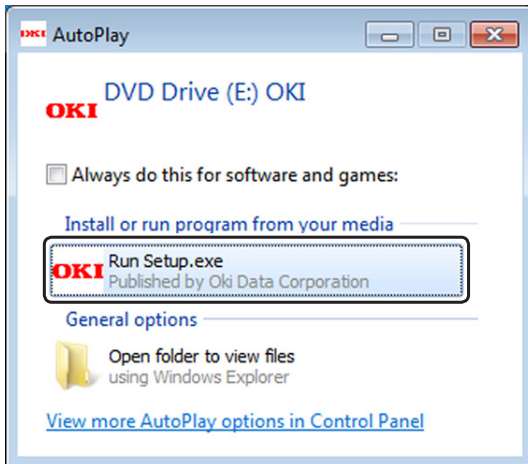 OKI AutoPlay
DVD Drive (E:) OKI
OKI
Always do this for software and games:
Install or run program from your media
OKI Run Setup.exe
Published by Oki Data Corporation
General options
Open folder to view files
using Windows Explorer
View more AutoPlay options in Control Panel